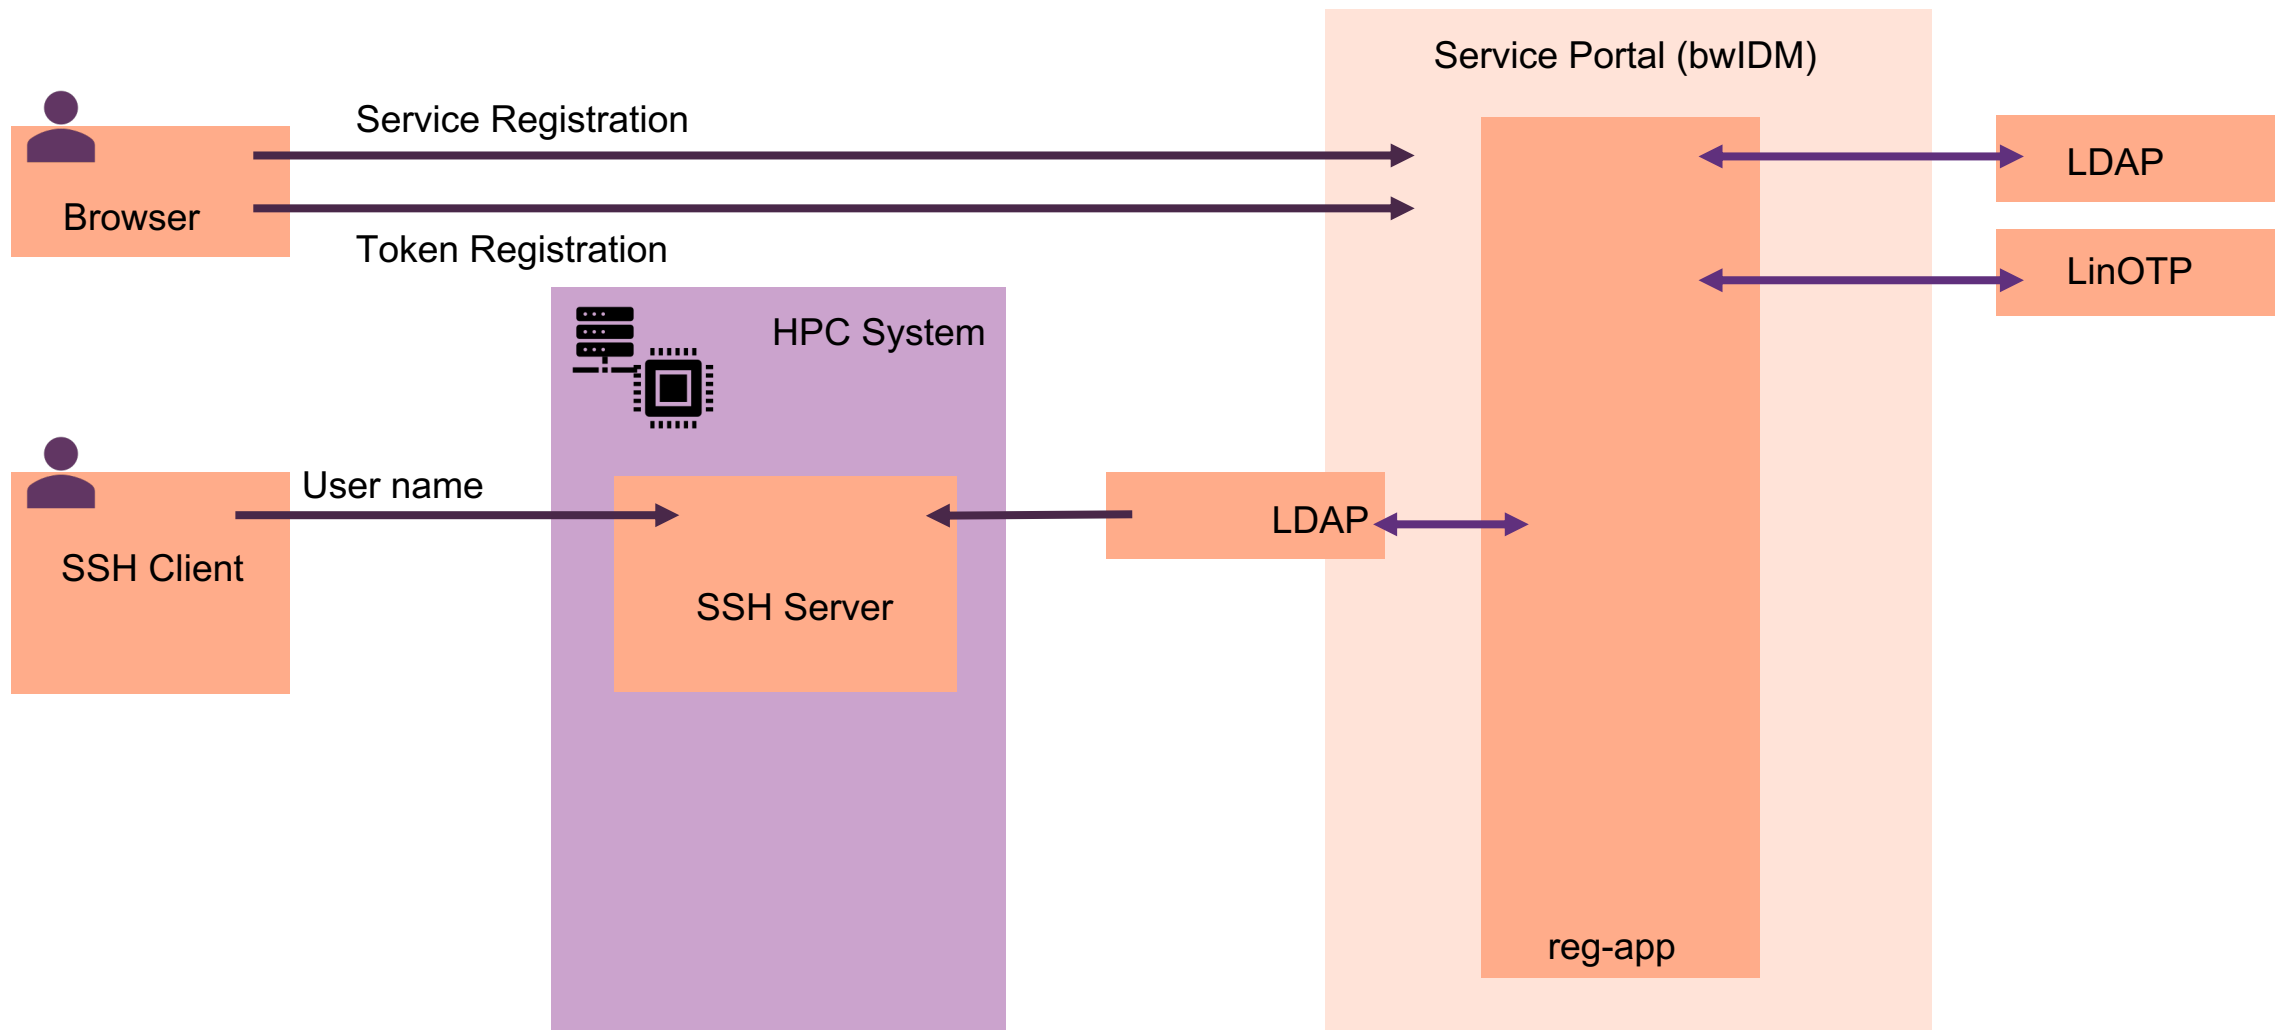 Service Portal (bwIDM)
Service Registration
LDAP
Browser
Token Registration
LinOTP
HPC System
User name
LDAP
SSH Client
SSH Server
reg-app